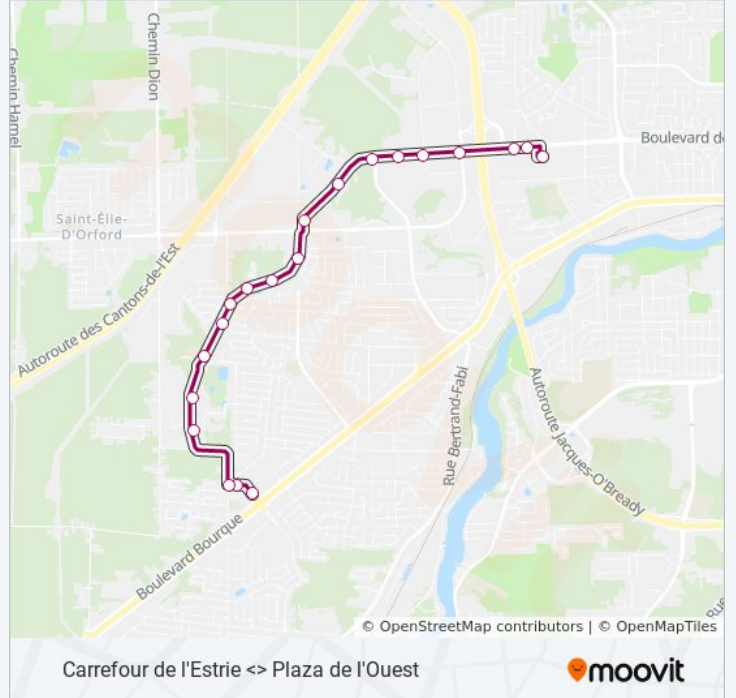 Chemin Hamel
Chemin Dion
Boulevard d
Saint-Élie-
D'Orford
Autoroute des Cantons-de-l'Est
Rue Bertrand-Fabi
Autoroute Jacques-O'Bready
Boulevard Bourque
Rue
© OpenStreetMap contributors | © OpenMapTiles
Carrefour de l'Estrie <> Plaza de l'Ouest
moovit